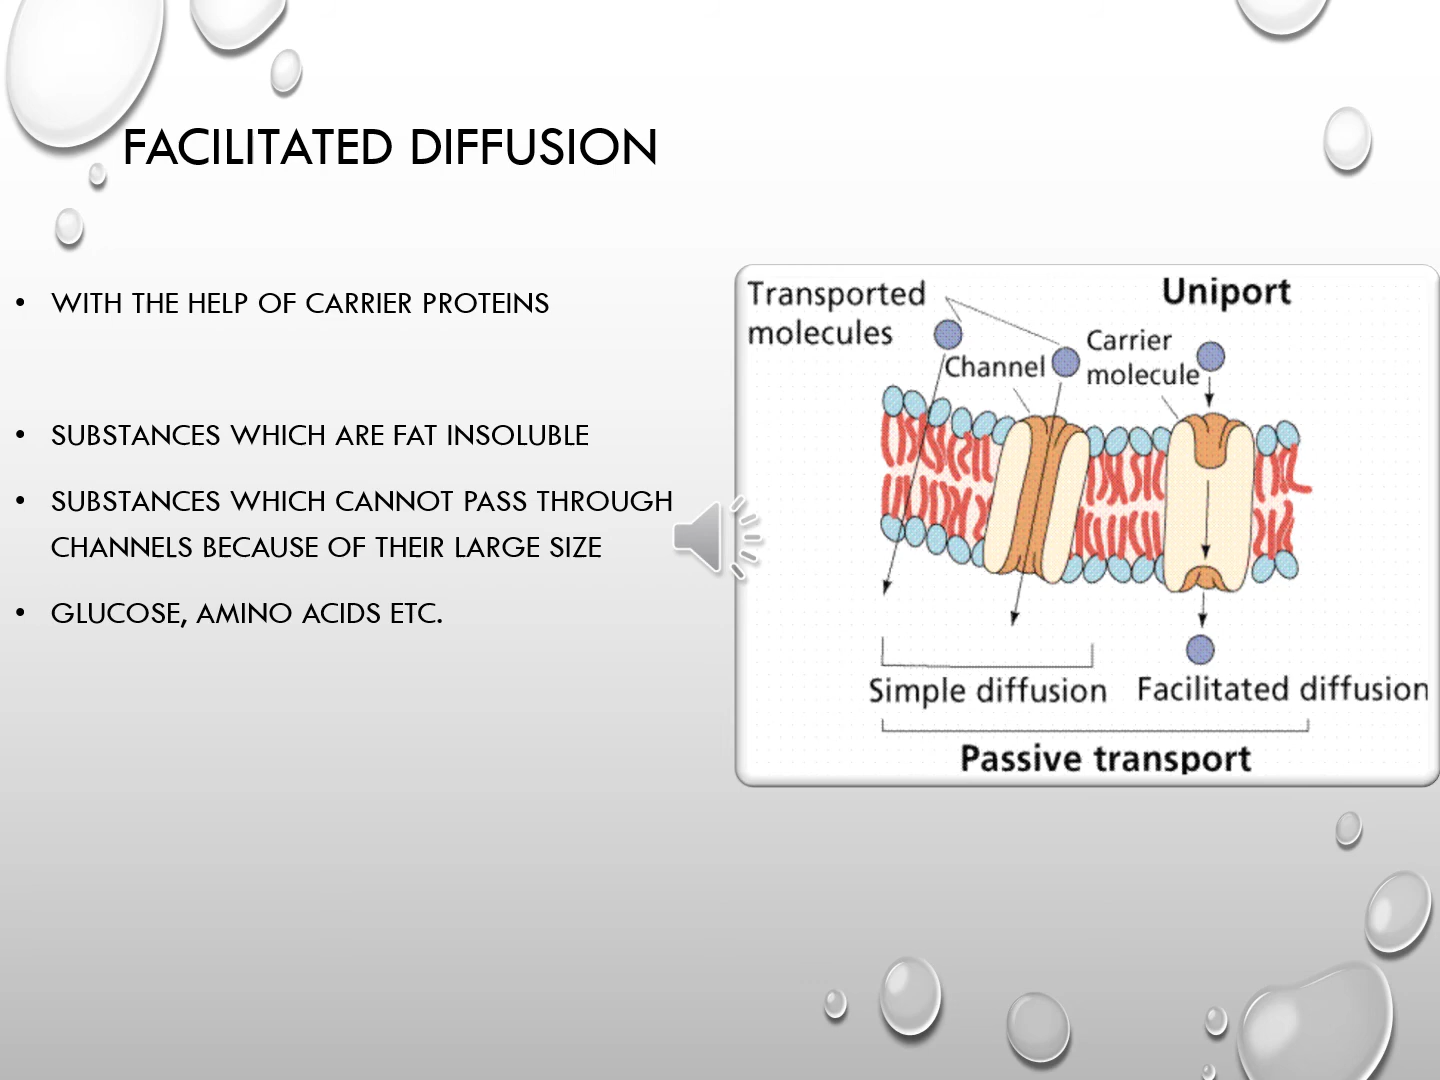 FACILITATED DIFFUSION
• WITH THE HELP OF CARRIER PROTEINS
• SUBSTANCES WHICH ARE FAT INSOLUBLE
• SUBSTANCES WHICH CANNOT PASS THROUGH
CHANNELS BECAUSE OF THEIR LARGE SIZE
• GLUCOSE, AMINO ACIDS ETC.
Transported
molecules
Uniport
Channel
Carrier
molecule
Simple diffusion
Facilitated diffusion
Passive transport